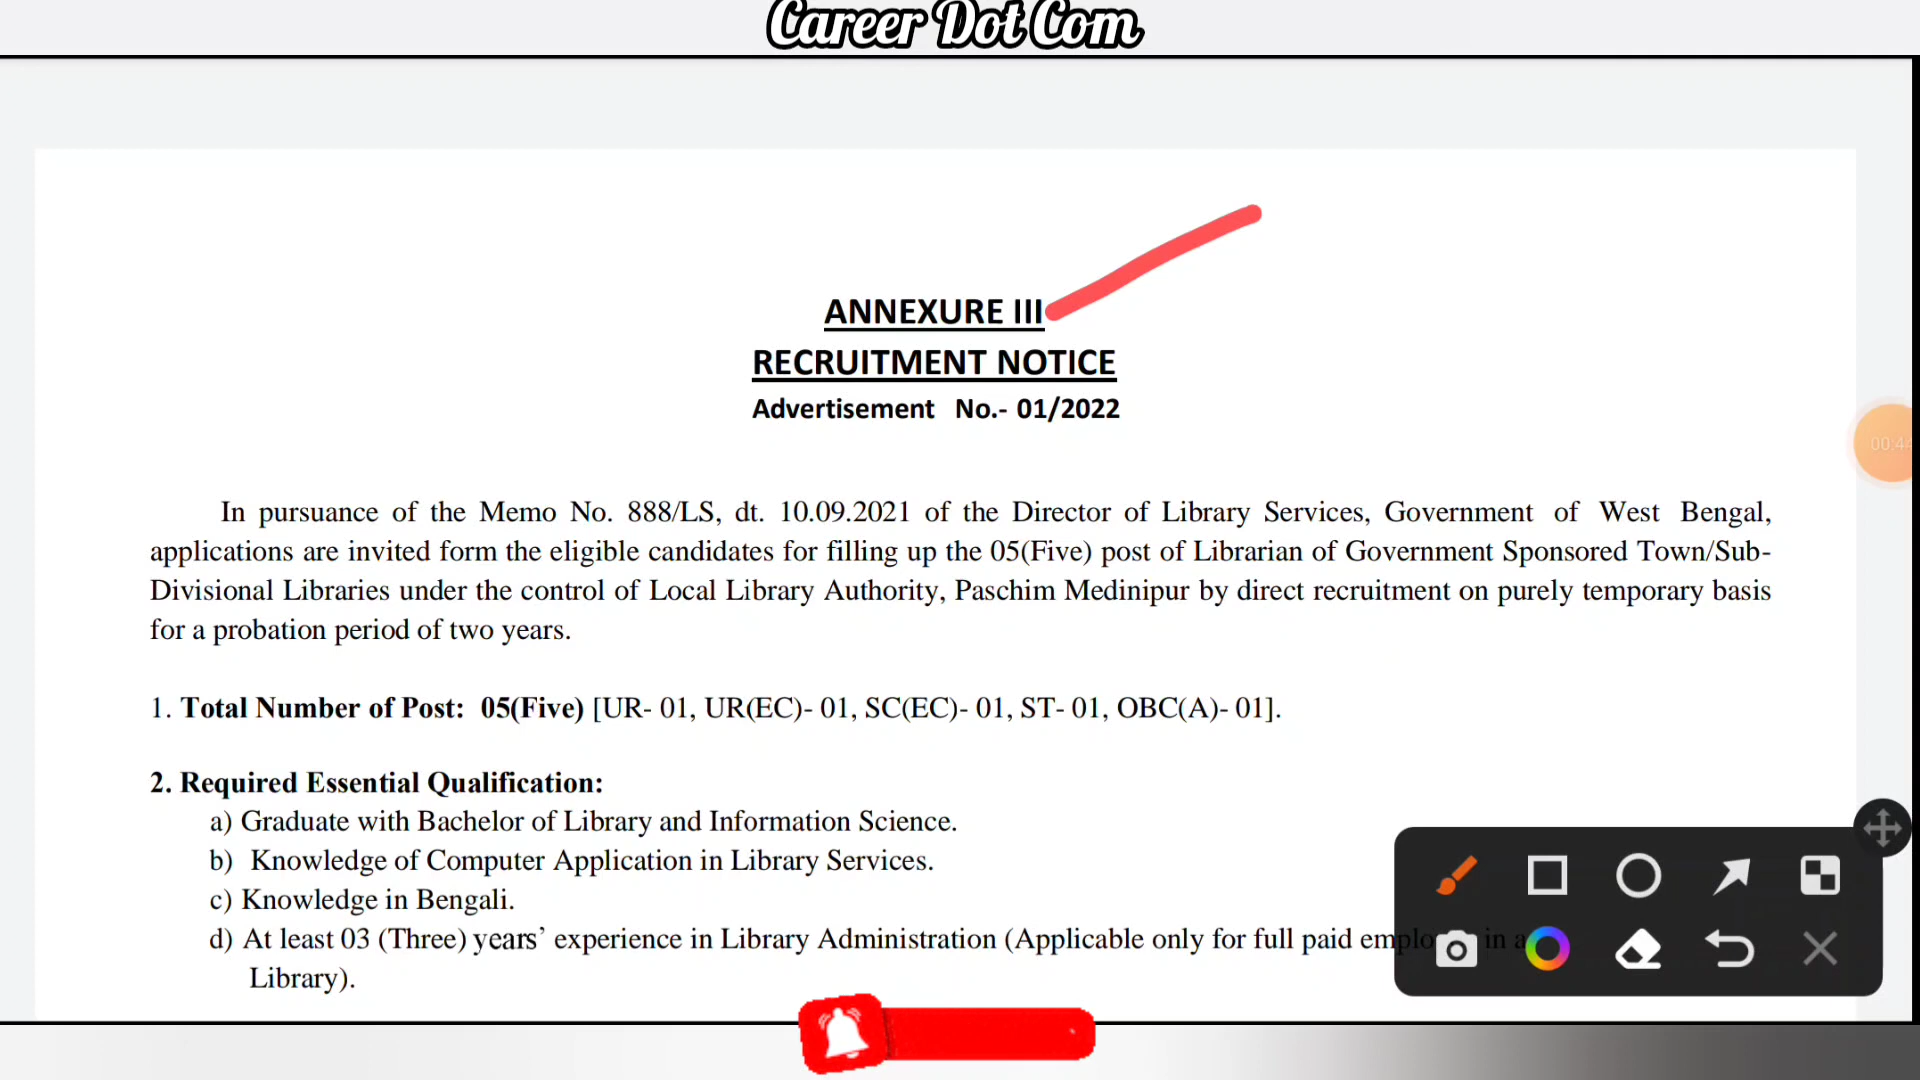 Career Dot Com
ANNEXURE III
RECRUITMENT NOTICE
Advertisement No.- 01/2022
In pursuance of the Memo No. 888/LS, dt. 10.09.2021 of the Director of Library Services, Government of West Bengal,
applications are invited form the eligible candidates for filling up the 05(Five) post of Librarian of Government Sponsored Town/Sub-
Divisional Libraries under the control of Local Library Authority, Paschim Medinipur by direct recruitment on purely temporary basis
for a probation period of two years.
1. Total Number of Post: 05(Five) [UR- 01, UR(EC)- 01, SC(EC)- 01, ST- 01, OBC(A)- 01].
2. Required Essential Qualification:
a) Graduate with Bachelor of Library and Information Science.
b) Knowledge of Computer Application in Library Services.
c) Knowledge in Bengali.
d) At least 03 (Three) years' experience in Library Administration (Applicable only for full paid in a
Library).